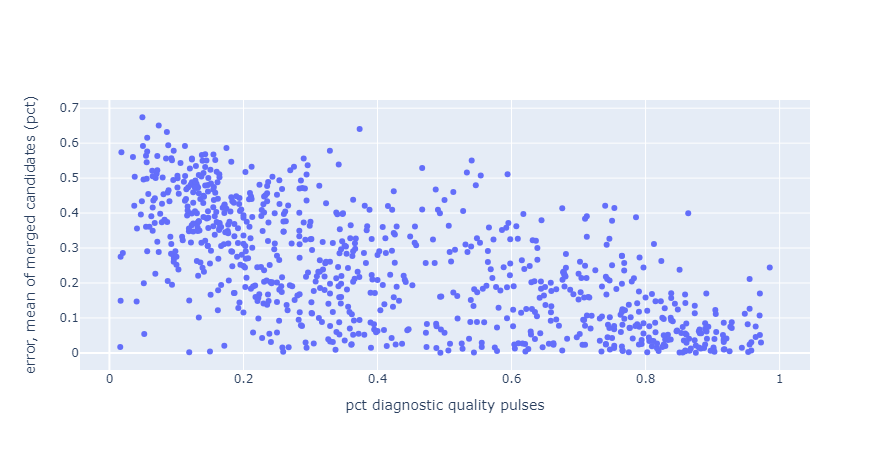 error, mean of merged candidates (pct)
0.7
0.6
0.5
0.4
0.3
0.2
0.1
0
0 0.2 0.4 0.6 0.8 1
pct diagnostic quality pulses